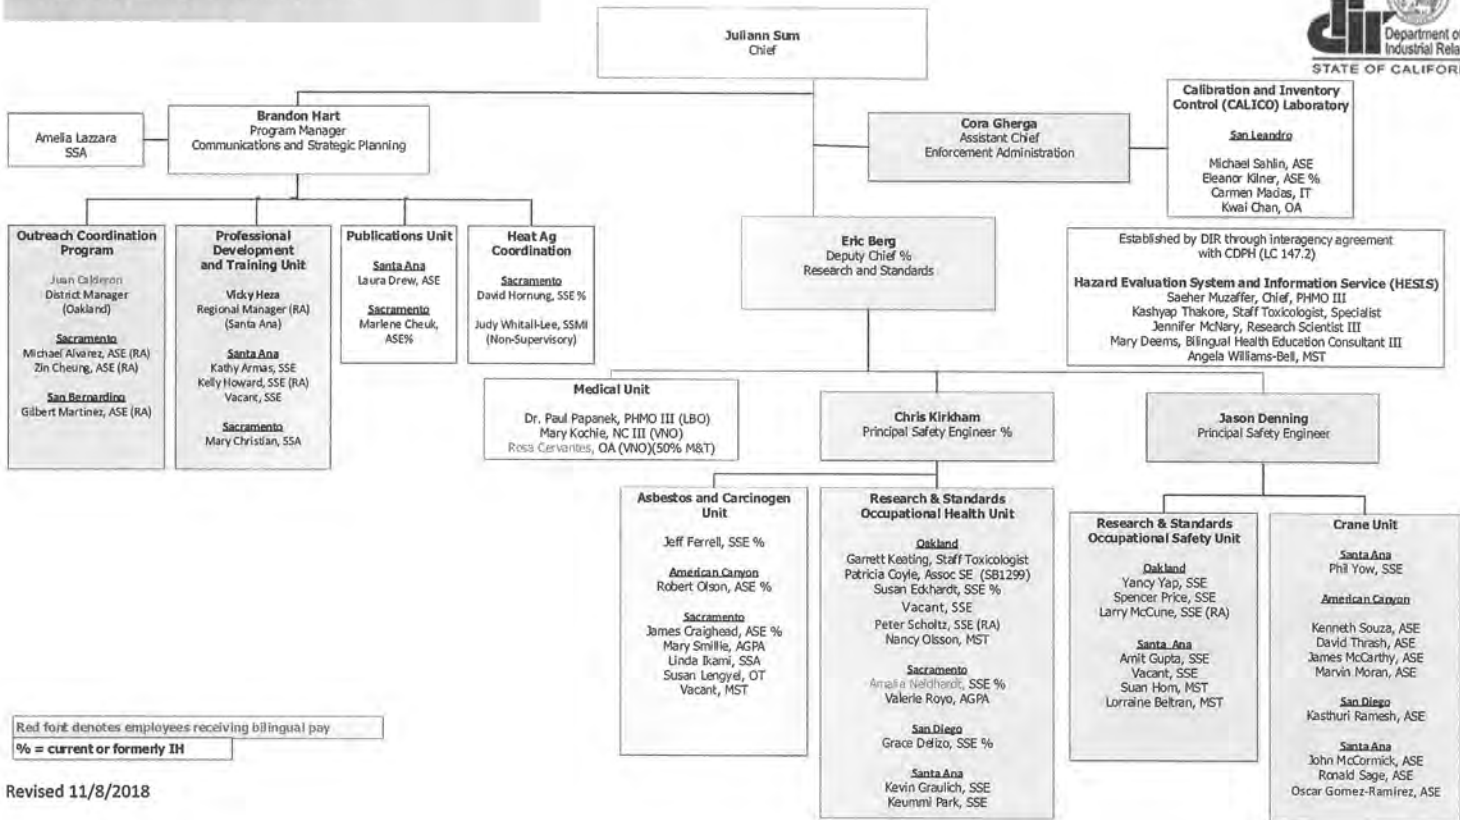 Juliann Sum
Chief
Department of
Industrial Rela
STATE OF CALIFOR
Amelia Lazzara
SSA
Brandon Hart
Program Manager
Communications and Strategic Planning
Cora Gherga
Assistant Chief
Enforcement Administration
Calibration and Inventory
Control (CALICO) Laboratory
San Leandro
Michael Sahlin, ASE
Eleanor Kilner, ASE %
Carmen Madas, IT
Kwai Chan, OA
Outreach Coordination
Program
Juan Calderon
District Manager
(Oakland)
Sacramento
Michael Alvarez, ASE (RA)
Zin Cheung, ASE (RA)
San Bernardino
Gilbert Martinez, ASE (RA)
Professional
Development
and Training Unit
Vicky Heza
Regional Manager (RA)
(Santa Ana)
Santa Ana
Kathy Armas, SSE
Kelly Howard, SSE (RA)
Vacant, SSE
Sacramento
Mary Christian, SSA
Publications Unit
Santa Ana
Laura Drew, ASE
Sacramento
Marlene Cheuk,
ASE%
Heat Ag
Coordination
Sacramento
David Hornung, SSE %
Judy Whitall-Lee, SSMI
(Non-Supervisory)
Eric Berg
Deputy Chief %
Research and Standards
Established by DIR through interagency agreement
with CDPH (LC 147.2)
Hazard Evaluation System and Information Service (HESIS)
Saeher Muzaffer, Chief, PHMO III
Kashyap Thakore, Staff Toxicologist, Specialist
Jennifer McNary, Research Scientist III
Mary Deems, Bilingual Health Education Consultant III
Angela Williams-Bell, MST
Medical Unit
Dr. Paul Papanek, PHMO III (LBO)
Mary Kochie, NC III (VNO)
Rosa Cervantes, OA (VNO)(50% M&T)
Chris Kirkham
Principal Safety Engineer %
Jason Denning
Principal Safety Engineer
Asbestos and Carcinogen
Unit
Jeff Ferrell, SSE %
American Canyon
Robert Olson, ASE %
Sacramento
James Craighead, ASE %
Mary Smillie, AGPA
Linda Ikami, SSA
Susan Lengyel, OT
Vacant, MST
Research & Standards
Occupational Health Unit
Oakland
Garrett Keating, Staff Toxicologist
Patricia Coyle, Assoc SE (SB1299)
Susan Eckhardt, SSE %
Vacant, SSE
Peter Scholtz, SSE (RA)
Nancy Olsson, MST
Sacramento
Amalia Neidhardt, SSE %
Valerie Royo, AGPA
San Diego
Grace Delizo, SSE %
Santa Ana
Kevin Graulich, SSE
Keummi Park, SSE
Research & Standards
Occupational Safety Unit
Oakland
Yancy Yap, SSE
Spencer Price, SSE
Larry McCune, SSE (RA)
Santa Ana
Amit Gupta, SSE
Vacant, SSE
Suan Hom, MST
Lorraine Beltran, MST
Crane Unit
Santa Ana
Phil Yow, SSE
American Canyon
Kenneth Souza, ASE
David Thrash, ASE
James McCarthy, ASE
Marvin Moran, ASE
San Diego
Kasthuri Ramesh, ASE
Santa Ana
John McCormick, ASE
Ronald Sage, ASE
Oscar Gomez-Ramirez, ASE
Red font denotes employees receiving bilingual pay
% = current or formerly IH
Revised 11/8/2018